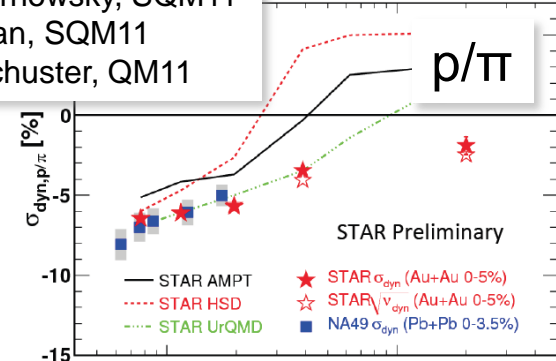 SQM11
an, SQM11
chuster, QM11
p/π
0
-5
-10
-15
σdyn,p/π [%]
STAR Preliminary
STAR AMPT
STAR HSD
STAR UrQMD
STAR σdyn (Au+Au 0-5%)
STAR√νdyn (Au+Au 0-5%)
NA49 σdyn (Pb+Pb 0-3.5%)